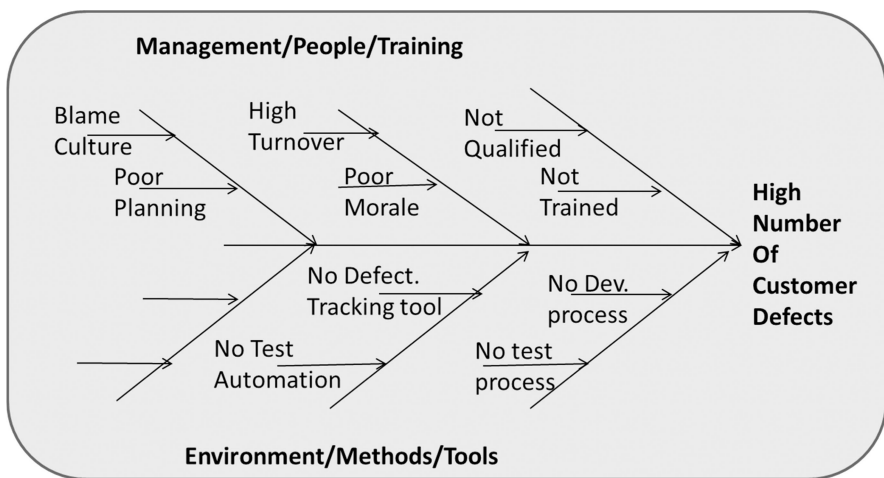 Management/People/Training
Blame
Culture
Poor
Planning
High
Turnover
Poor
Morale
Not
Qualified
Not
Trained
High
Number
Of
Customer
Defects
No Defect.
Tracking tool
No Test
Automation
No Dev.
process
No test
process
Environment/Methods/Tools